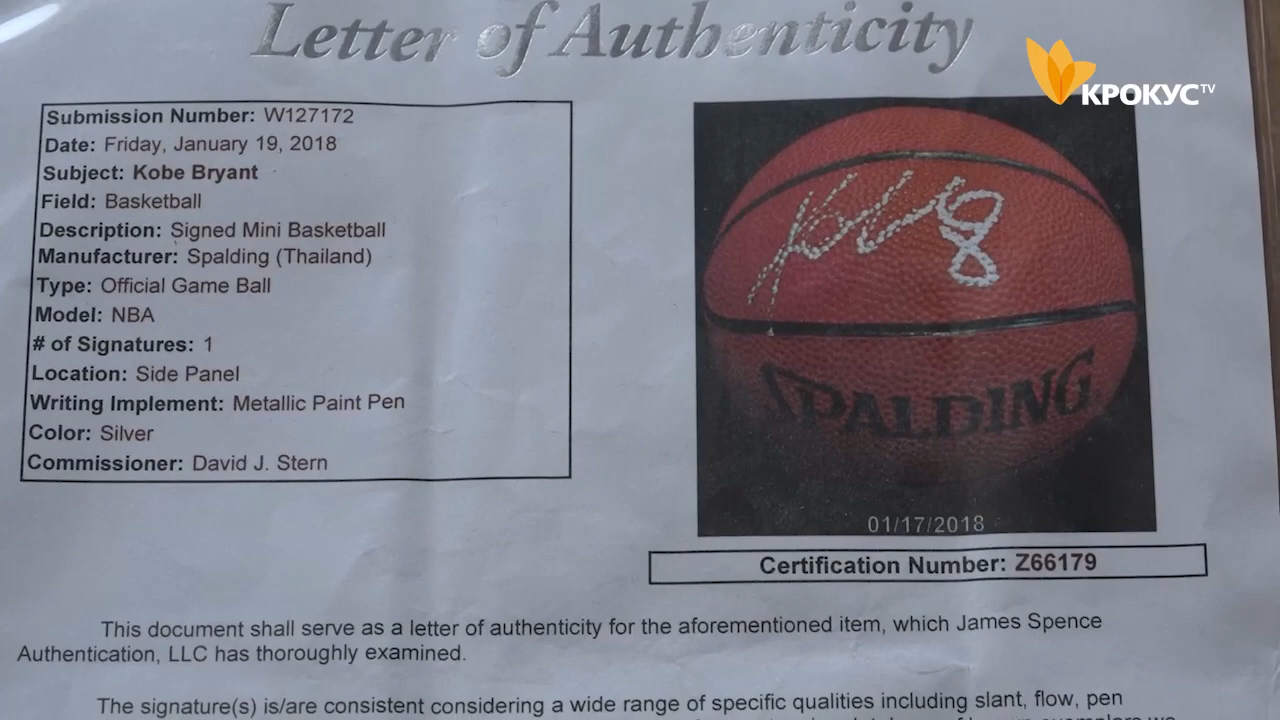 Letter of Authenticity
КРОКУС TV
Submission Number: W127172
Date: Friday, January 19, 2018
Subject: Kobe Bryant
Field: Basketball
Description: Signed Mini Basketball
Manufacturer: Spalding (Thailand)
Type: Official Game Ball
Model: NBA
# of Signatures: 1
Location: Side Panel
Writing Implement: Metallic Paint Pen
Color: Silver
Commissioner: David J. Stern
8
SPALDING
01/17/2018
Certification Number: Z66179
This document shall serve as a letter of authenticity for the aforementioned item, which James Spence
Authentication, LLC has thoroughly examined.
The signature(s) is/are consistent considering a wide range of specific qualities including slant, flow, pen